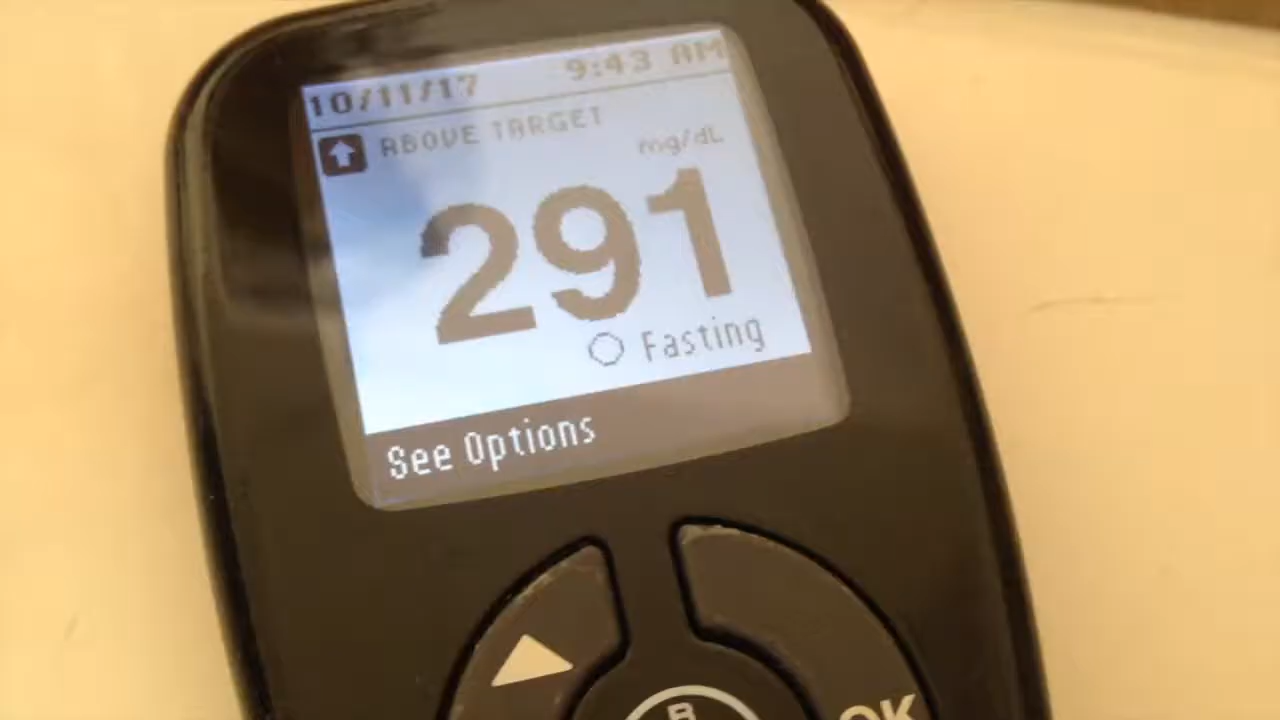 10/11/17 9:43 AM
ABOVE TARGET
mg/dL
291
Fasting
See Options
OK